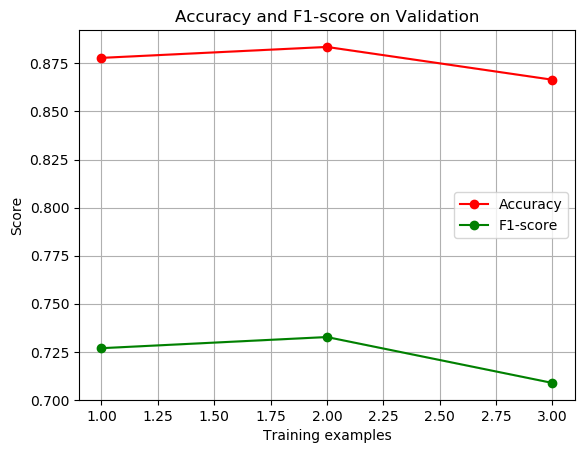 Accuracy and F1-score on Validation
Score
0.875
0.850
0.825
0.800
0.775
0.750
0.725
0.700
Accuracy
F1-score
1.00 1.25 1.50 1.75 2.00 2.25 2.50 2.75 3.00
Training examples